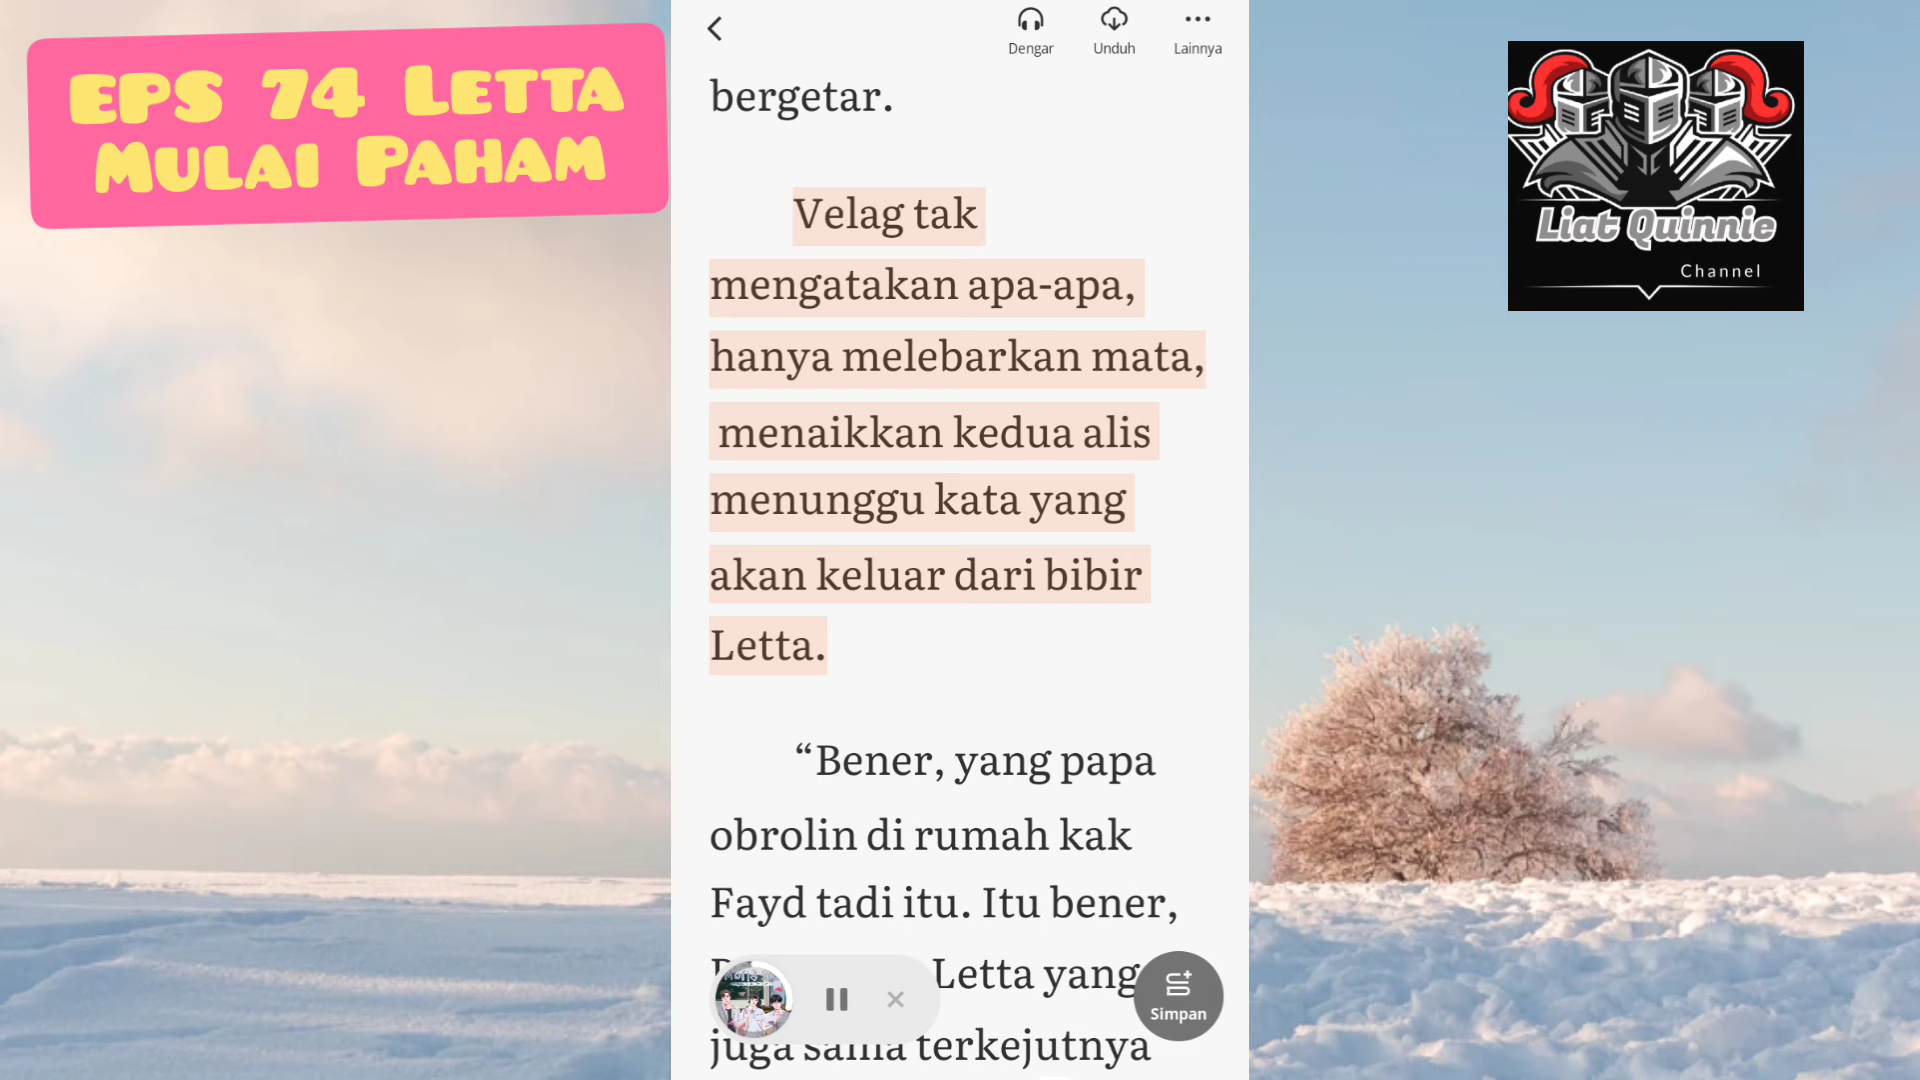 EPS 74 LETTA
MULAI PAHAM
Dengar
Unduh
Lainnya
bergetar.
Velag tak
mengatakan apa-apa,
hanya melebarkan mata,
menaikkan kedua alis
menunggu kata yang
akan keluar dari bibir
Letta.
“Bener, yang papa
obrolin di rumah kak
Fayd tadi itu. Itu bener,
Letta yang
juga sama terkejutnya
Simpan
Liat Quinnie
Channel